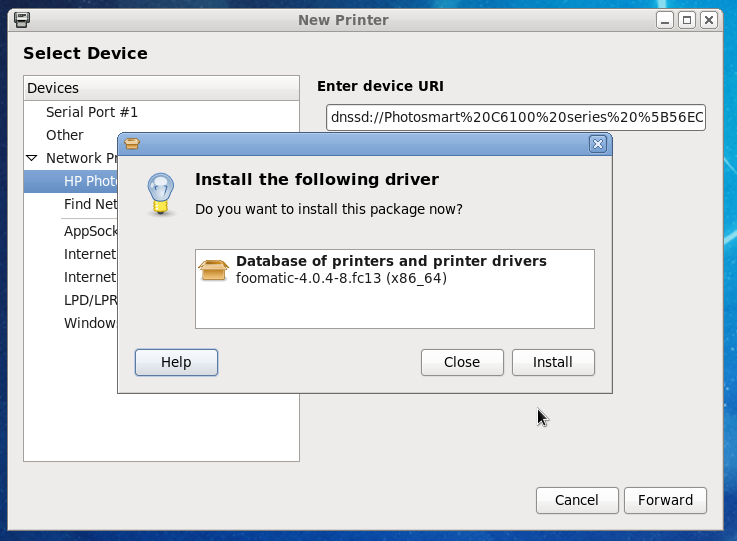 New Printer
Select Device
Devices
Serial Port #1
Other
Network Pr
HP Phot
Find Net
AppSock
Internet
Internet
LPD/LPR
Window
Enter device URI
dnssd://Photosmart%20C6100%20series%20%5B56EC
Install the following driver
Do you want to install this package now?
Database of printers and printer drivers
foomatic-4.0.4-8.fc13 (x86_64)
Help
Close
Install
Cancel
Forward